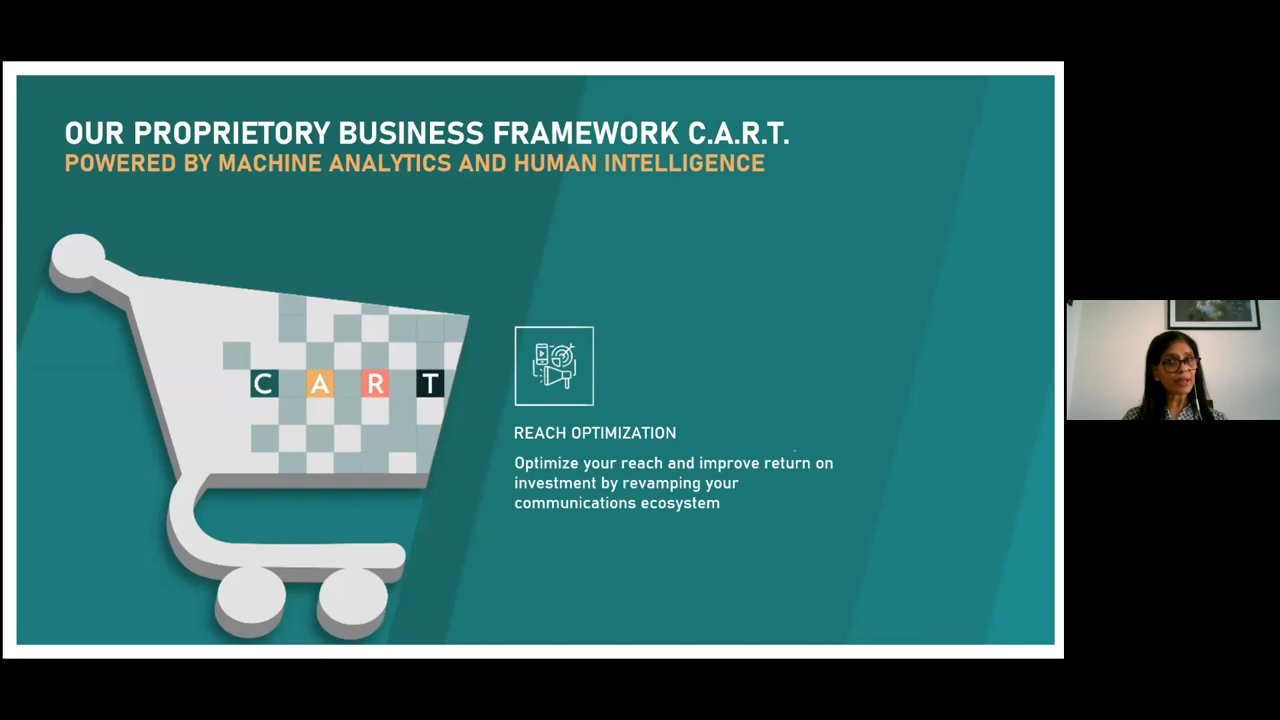 OUR PROPRIETORY BUSINESS FRAMEWORK C.A.R.T.
POWERED BY MACHINE ANALYTICS AND HUMAN INTELLIGENCE
C A R T
REACH OPTIMIZATION
Optimize your reach and improve return on
investment by revamping your
communications ecosystem